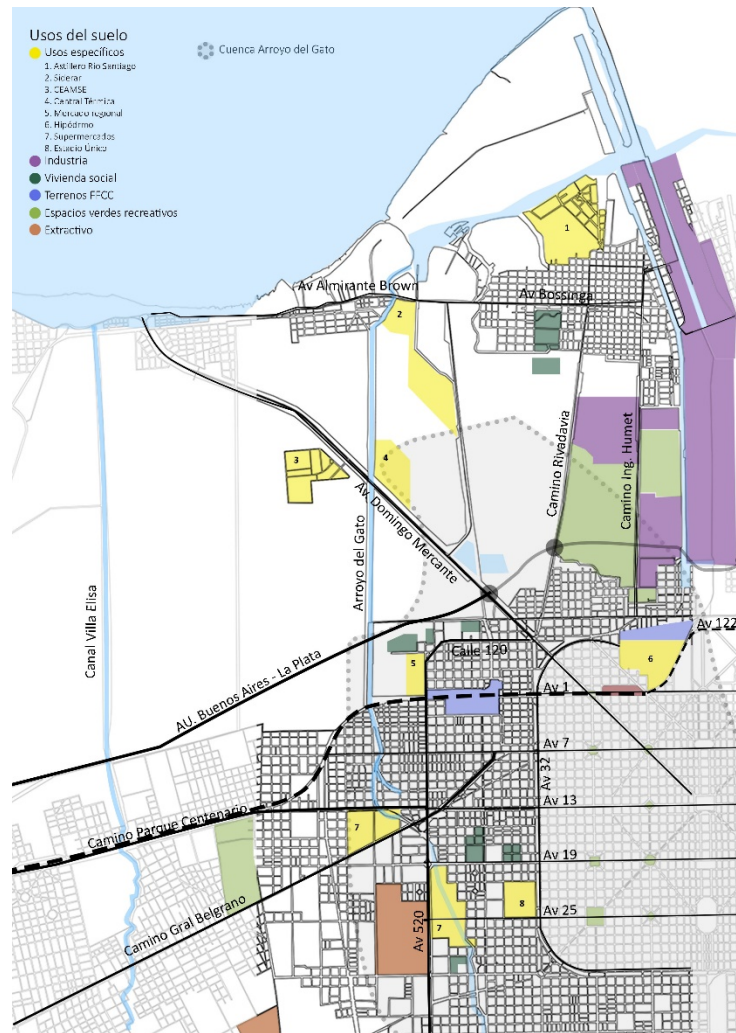 Usos del suelo
Usos específicos
1. Astillero Río Santiago
2. Siderar
3. CEAMSE
4. Central Térmica
5. Mercado regional
6. Hipódromo
7. Supermercados
8. Estadio Único
Industria
Vivienda social
Terrenos FFCC
Espacios verdes recreativos
Extractivo
Cuenca Arroyo del Gato
1
Av Almirante Brown
Av Bossinga
2
3
4
Av. Domingo Mercante
Camino Rivadavia
Camino Ing. Humet
Arroyo del Gato
Canal Villa Elisa
Av 122
Calle 120
5
6
AU. Buenos Aires - La Plata
Av 1
Av 7
Av 32
Av 13
Camino Parque Centenario
7
Av 19
8
Av 25
Camino Gral Belgrano
Av 520
7